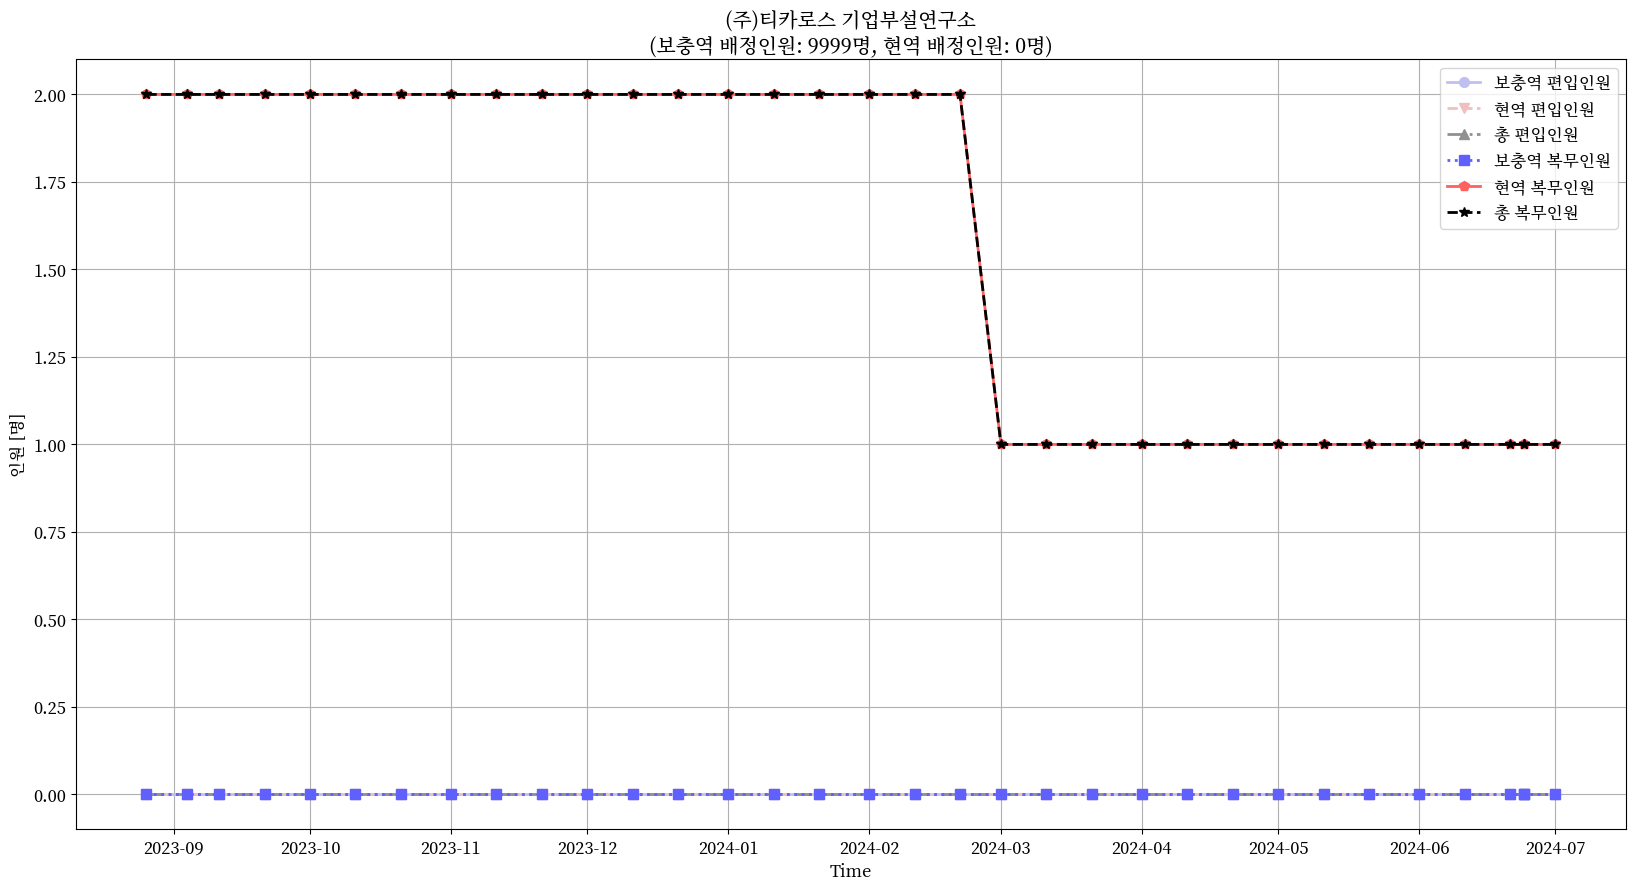 (주)티카로스 기업부설연구소
(보충역 배정인원: 9999명, 현역 배정인원: 0명)
보충역 편입인원
현역 편입인원
총 편입인원
보충역 복무인원
현역 복무인원
총 복무인원
인원 [명]
2.00
1.75
1.50
1.25
1.00
0.75
0.50
0.25
0.00
2023-09 2023-10 2023-11 2023-12 2024-01 2024-02 2024-03 2024-04 2024-05 2024-06 2024-07
Time